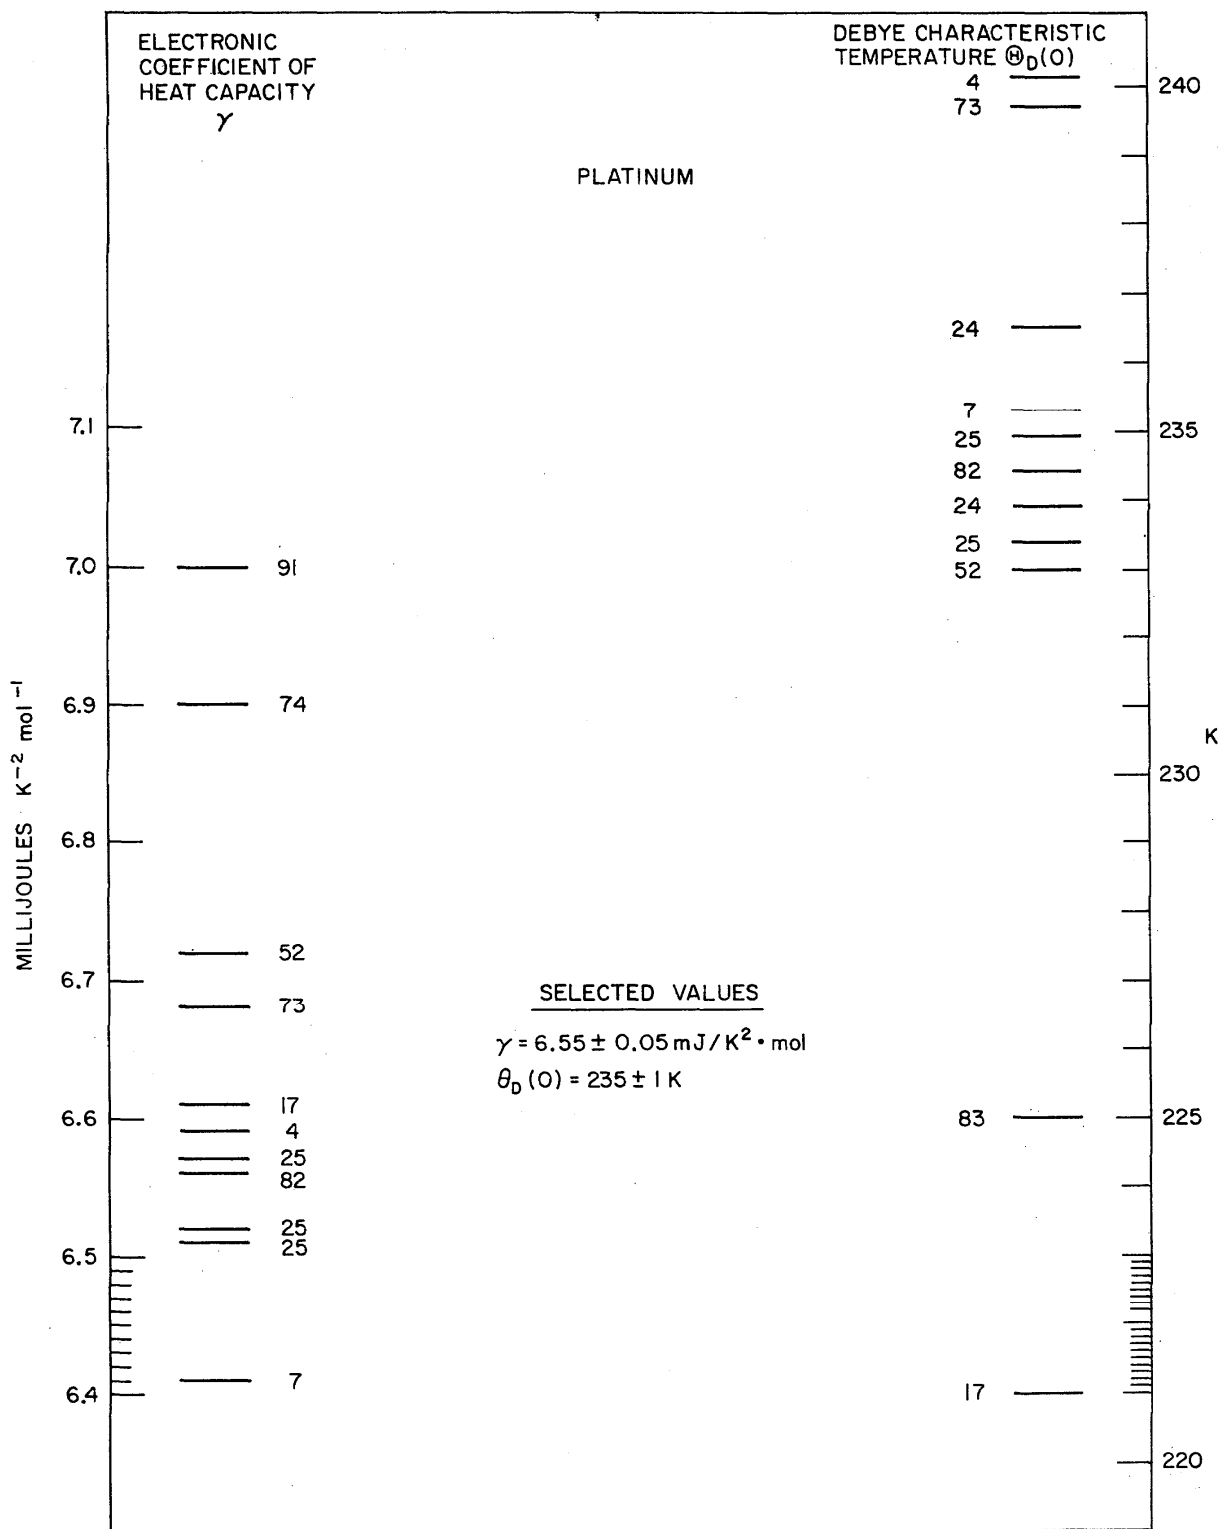 ELECTRONIC
COEFFICIENT OF
HEAT CAPACITY
γ
DEBYE CHARACTERISTIC
TEMPERATURE Ⓗ_D(0)
PLATINUM
MILLIJOULES K⁻² mol⁻¹
7.1
7.0
6.9
6.8
6.7
6.6
6.5
6.4
91
74
52
73
17
4
25
82
25
25
7
SELECTED VALUES
γ = 6.55 ± 0.05 mJ/K² • mol
θ_D (0) = 235 ± 1 K
4
73
24
7
25
82
24
25
52
83
17
240
235
K
230
225
220